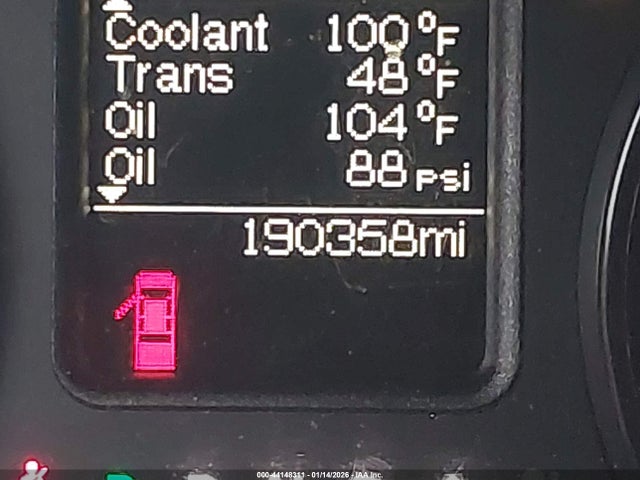 Coolant 100°F
Trans 48°F
Oil 104°F
Oil 88 psi
190358mi
000-44148311 - 01/14/2026 - IAA Inc.